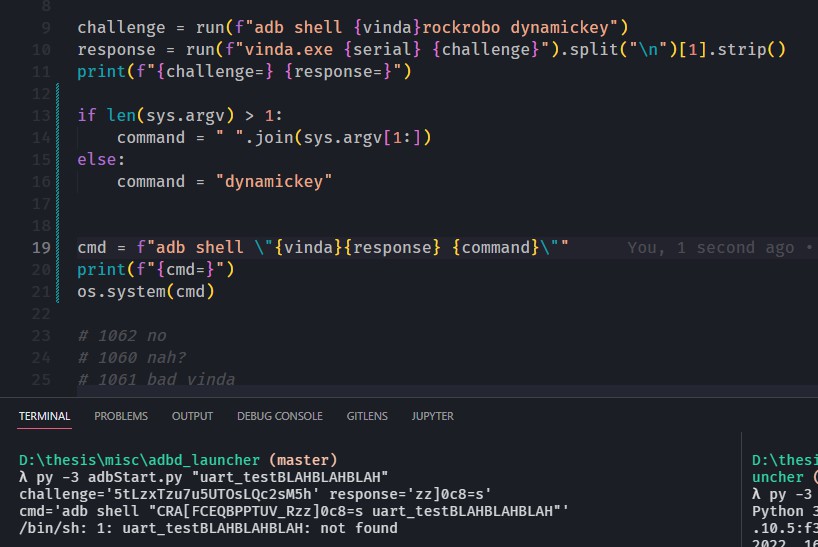 8
9 challenge = run(f"adb shell {vinda}rockrobo dynamickey")
10 response = run(f"vinda.exe {serial} {challenge}").split("\n")[1].strip()
11 print(f"{challenge=} {response=}")
12
13 if len(sys.argv) > 1:
14 command = " ".join(sys.argv[1:])
15 else:
16 command = "dynamickey"
17
18
19 cmd = f"adb shell \"{vinda}{response} {command}\"" You, 1 second ago •
20 print(f"{cmd=}")
21 os.system(cmd)
22
23 # 1062 no
24 # 1060 nah?
25 # 1061 bad vinda
TERMINAL PROBLEMS OUTPUT DEBUG CONSOLE GITLENS JUPYTER
D:\thesis\misc\adbd_launcher (master)
λ py -3 adbStart.py "uart_testBLAHBLAHBLAH"
challenge='5tLzxTzu7u5UTOsLQc2sM5h' response='zz]0c8=s'
cmd='adb shell "CRA[FCEQBPPTUV_Rzz]0c8=s uart_testBLAHBLAHBLAH"'
/bin/sh: 1: uart_testBLAHBLAHBLAH: not found
D:\thesi
uncher (
λ py -3
Python 3
.10.5:f3
2022, 16